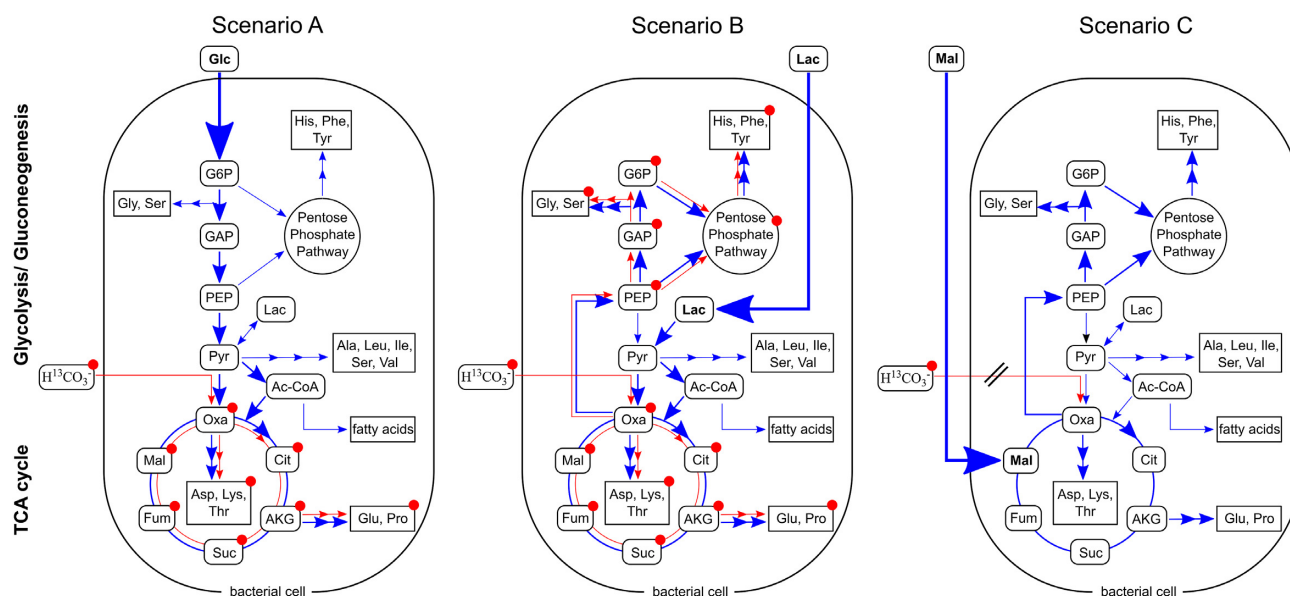 Scenario A
Scenario B
Scenario C
Glycolysis/ Gluconeogenesis
TCA cycle
Glc
His, Phe,
Tyr
G6P
Gly, Ser
GAP
Pentose
Phosphate
Pathway
PEP
Lac
Pyr
Ala, Leu, Ile,
Ser, Val
H¹³CO₃⁻
Ac-CoA
Oxa
fatty acids
Mal
Cit
Asp, Lys,
Thr
Fum
AKG
Glu, Pro
Suc
bacterial cell
Lac
His, Phe,
Tyr
G6P
Gly, Ser
GAP
Pentose
Phosphate
Pathway
PEP
Lac
Pyr
Ala, Leu, Ile,
Ser, Val
H¹³CO₃⁻
Ac-CoA
Oxa
fatty acids
Mal
Cit
Asp, Lys,
Thr
Fum
AKG
Glu, Pro
Suc
bacterial cell
Mal
His, Phe,
Tyr
G6P
Gly, Ser
GAP
Pentose
Phosphate
Pathway
PEP
Lac
Pyr
Ala, Leu, Ile,
Ser, Val
H¹³CO₃⁻
Ac-CoA
Oxa
fatty acids
Mal
Cit
Asp, Lys,
Thr
Fum
AKG
Glu, Pro
Suc
bacterial cell